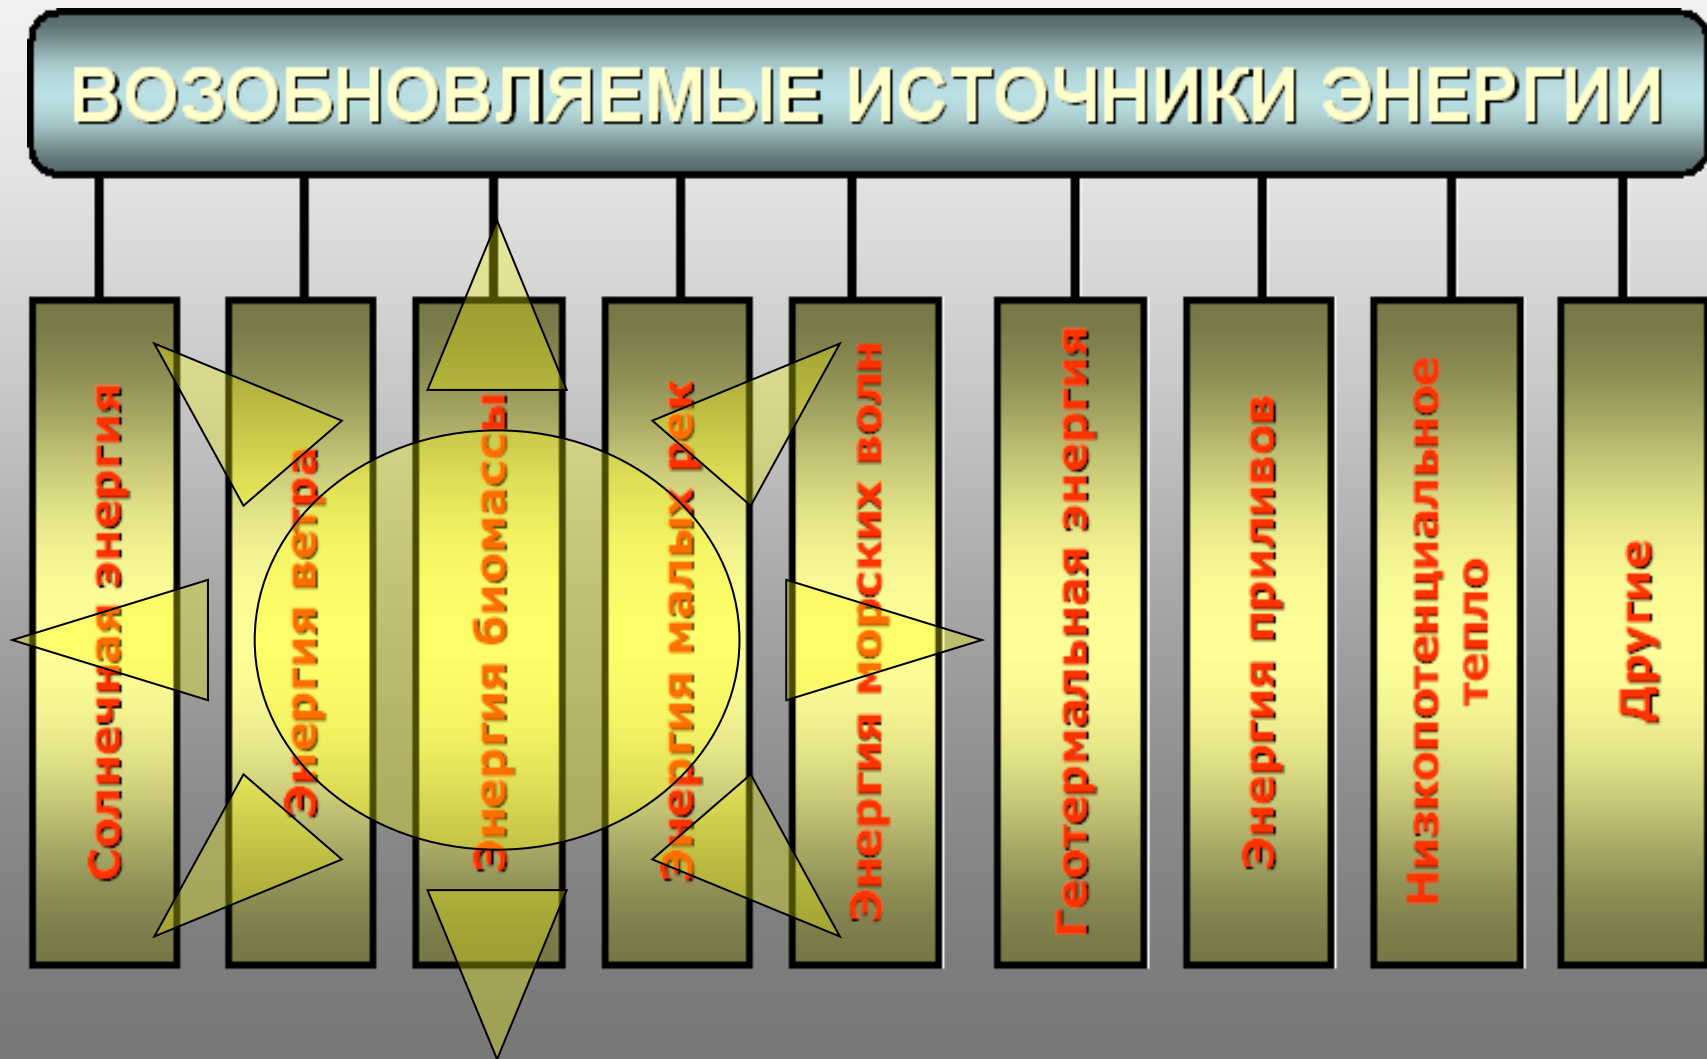 ВОЗОБНОВЛЯЕМЫЕ ИСТОЧНИКИ ЭНЕРГИИ
Солнечная энергия
Энергия ветра
Энергия биомассы
Энергия малых рек
Энергия морских волн
Геотермальная энергия
Энергия приливов
Низкопотенциальное
тепло
Другие